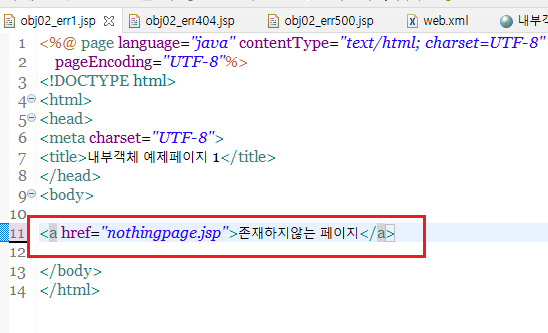 obj02_err1.jsp obj02_err404.jsp obj02_err500.jsp web.xml 내부객
1 <%@ page language="java" contentType="text/html; charset=UTF-8"
2 pageEncoding="UTF-8"%>
3 <!DOCTYPE html>
4 <html>
5 <head>
6 <meta charset="UTF-8">
7 <title>내부객체 예제페이지 1</title>
8 </head>
9 <body>
10
11 <a href="nothingpage.jsp">존재하지않는 페이지</a>
12
13 </body>
14 </html>